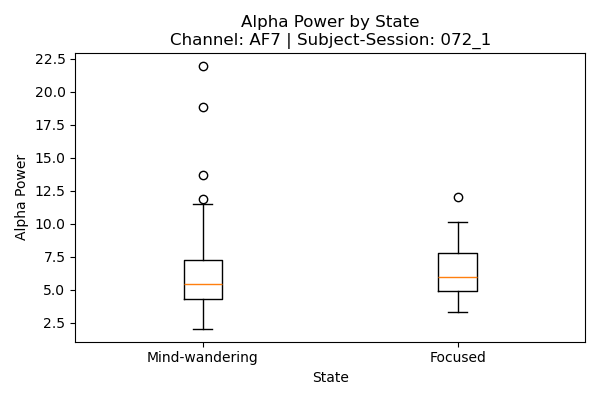 Alpha Power by State
Channel: AF7 | Subject-Session: 072_1
22.5
20.0
17.5
15.0
12.5
10.0
7.5
5.0
2.5
Alpha Power
Mind-wandering
Focused
State